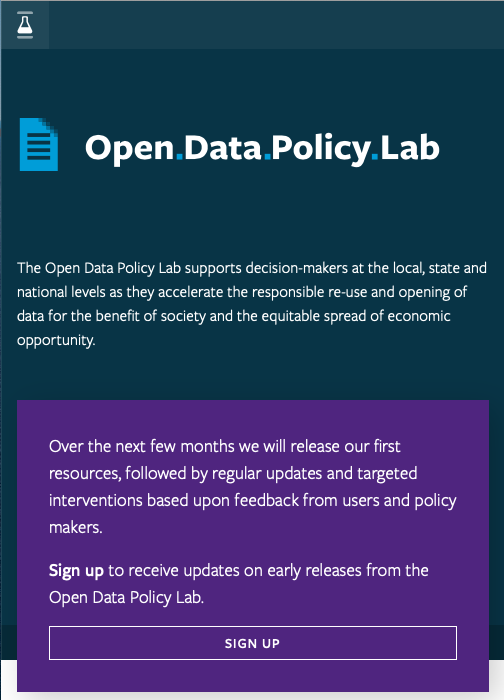 Open.Data.Policy.Lab
The Open Data Policy Lab supports decision-makers at the local, state and
national levels as they accelerate the responsible re-use and opening of
data for the benefit of society and the equitable spread of economic
opportunity.
Over the next few months we will release our first
resources, followed by regular updates and targeted
interventions based upon feedback from users and policy
makers.
Sign up to receive updates on early releases from the
Open Data Policy Lab.
SIGN UP